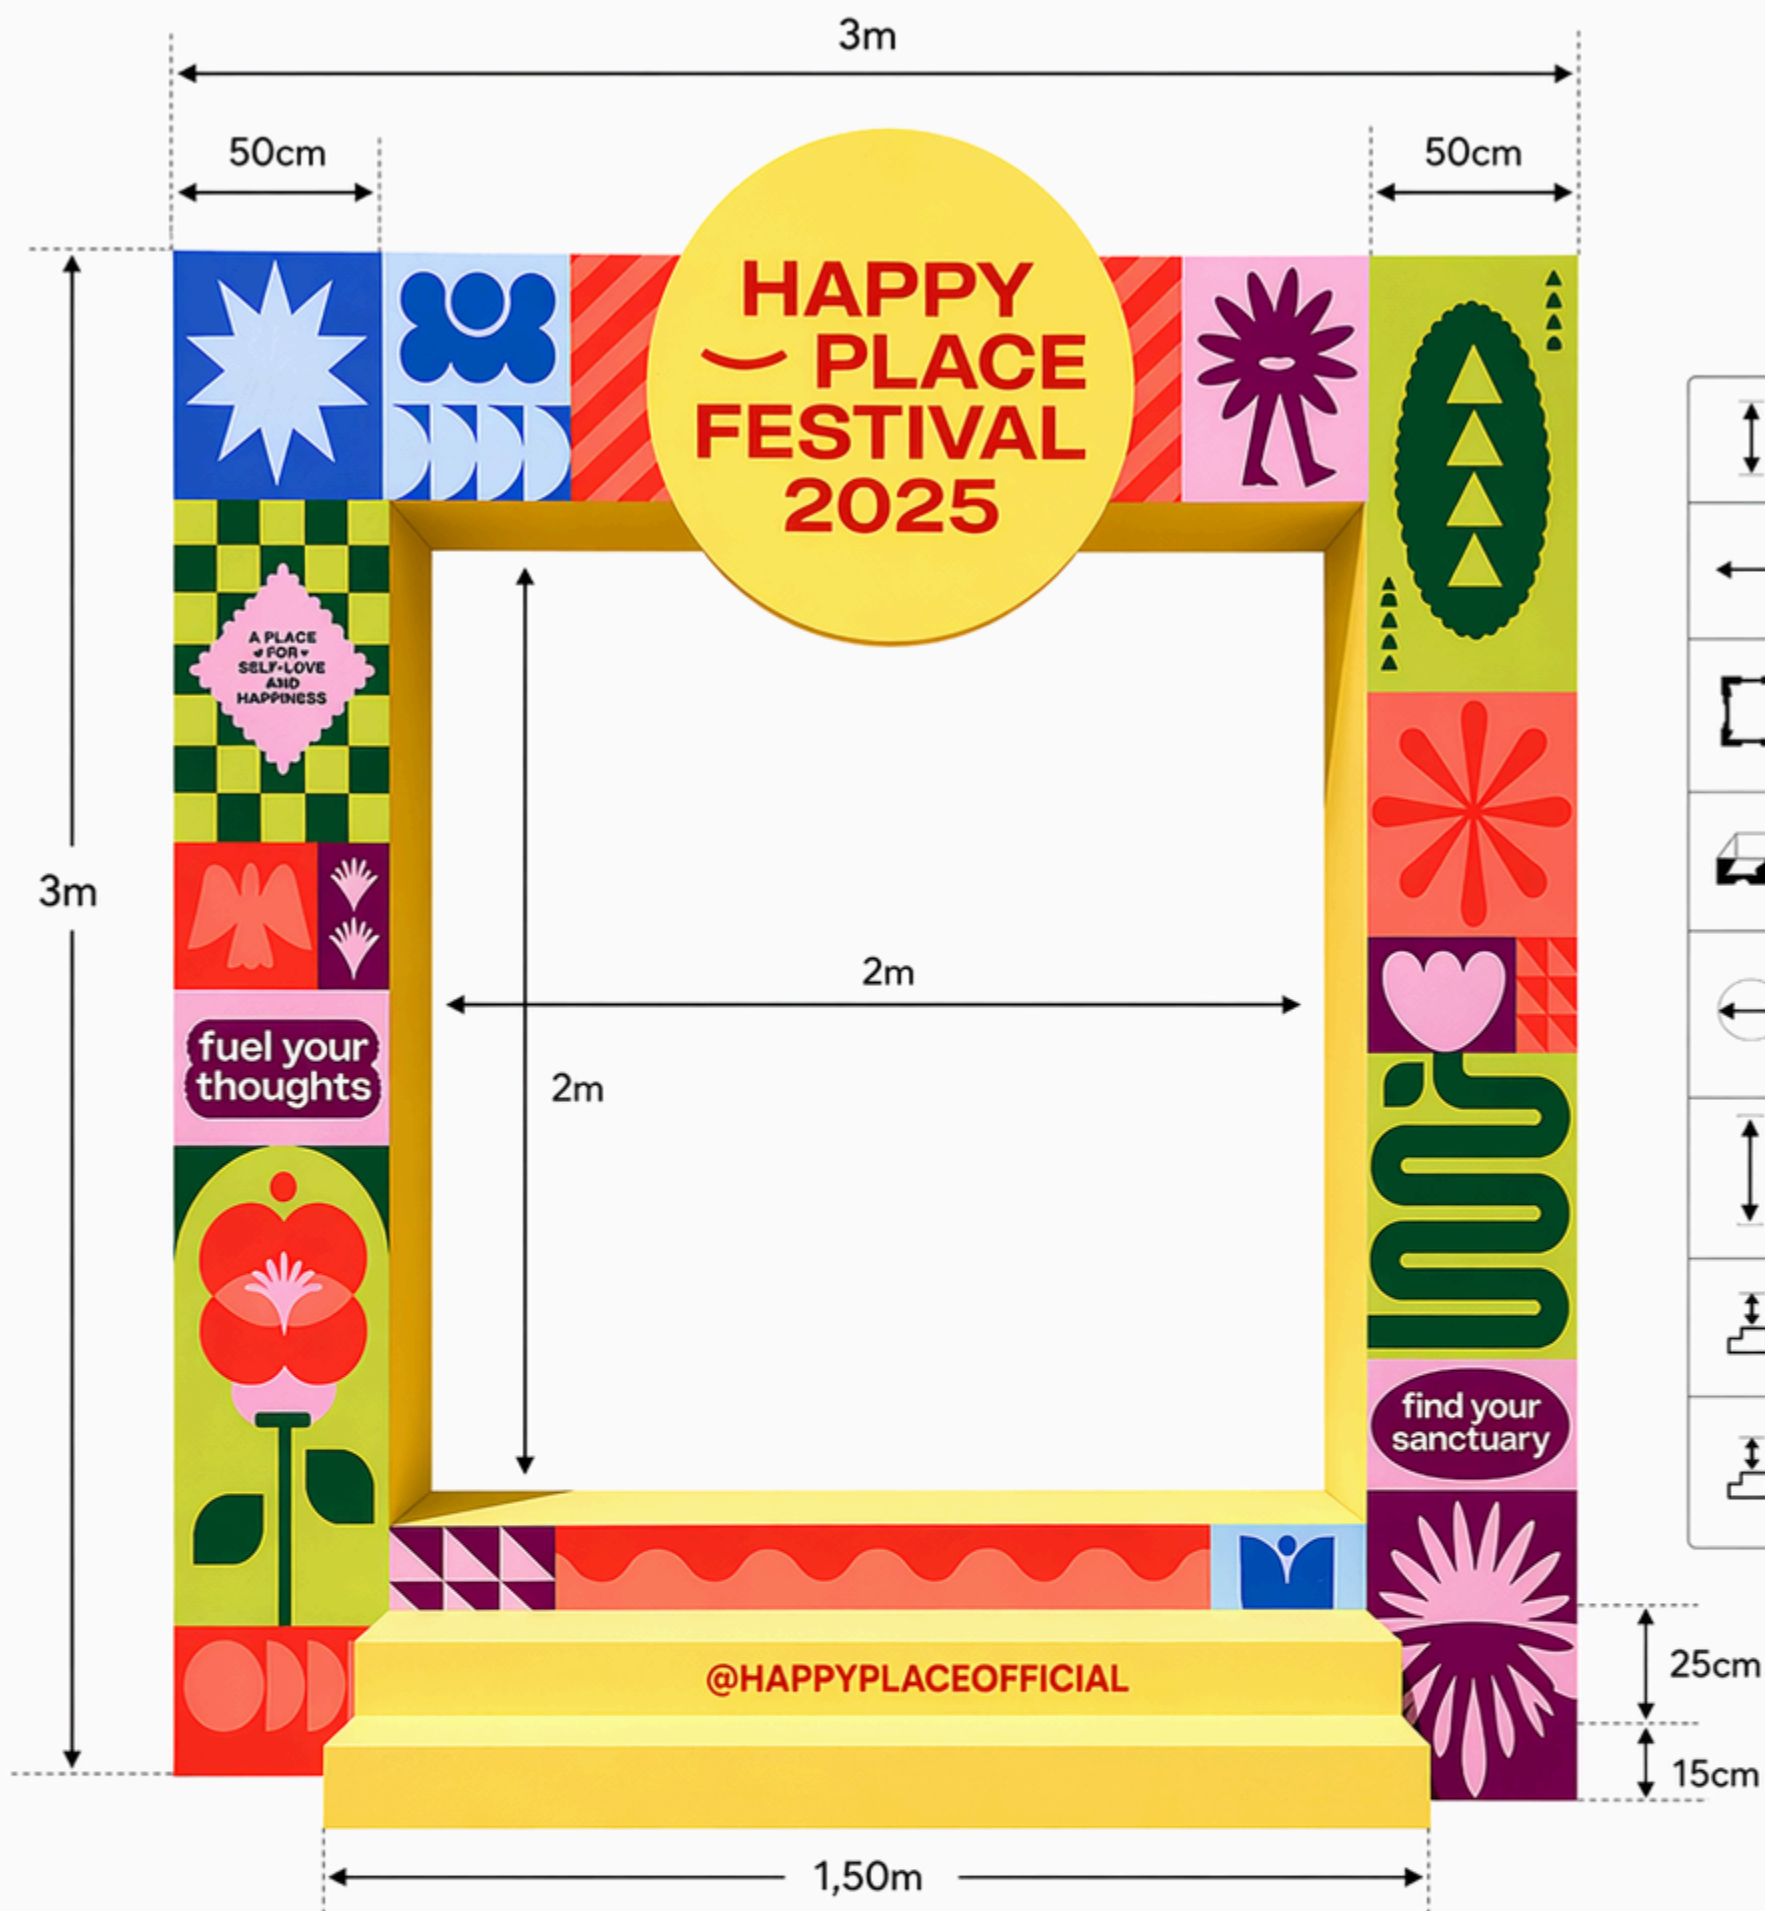 3m
50cm
50cm
HAPPY
PLACE
FESTIVAL
2025
A PLACE
FOR
SELF-LOVE
HAPPINESS
3m
2m
2m
fuel your
thoughts
find your
sanctuary
@HAPPYPLACEOFFICIAL
25cm
15cm
1,50m